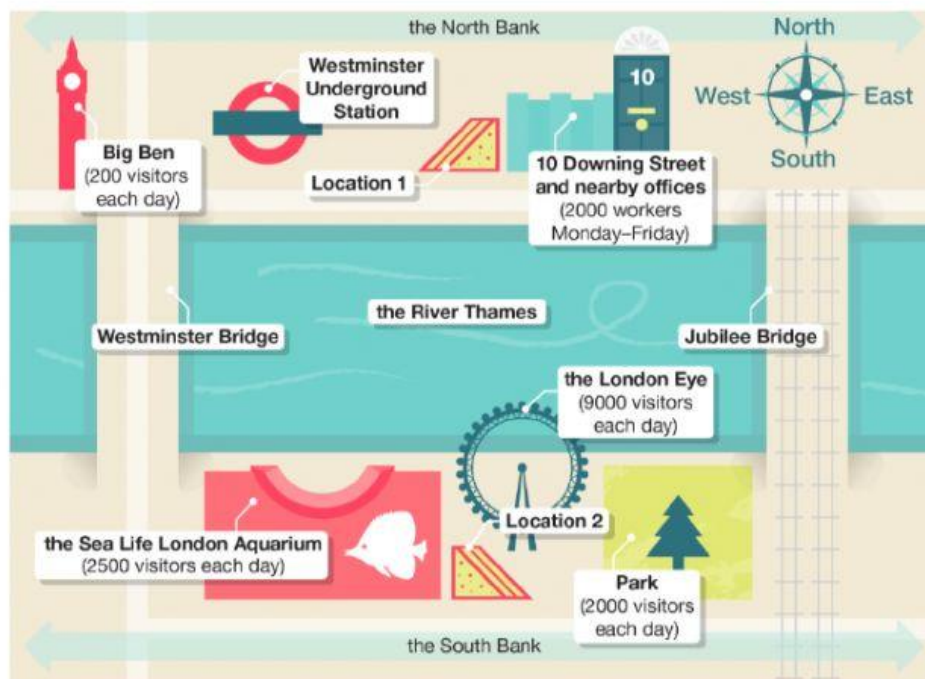 the North Bank
North
West
East
South
Westminster
Underground
Station
10
Big Ben
(200 visitors
each day)
Location 1
10 Downing Street
and nearby offices
(2000 workers
Monday–Friday)
the River Thames
Westminster Bridge
Jubilee Bridge
the London Eye
(9000 visitors
each day)
Location 2
the Sea Life London Aquarium
(2500 visitors each day)
Park
(2000 visitors
each day)
the South Bank